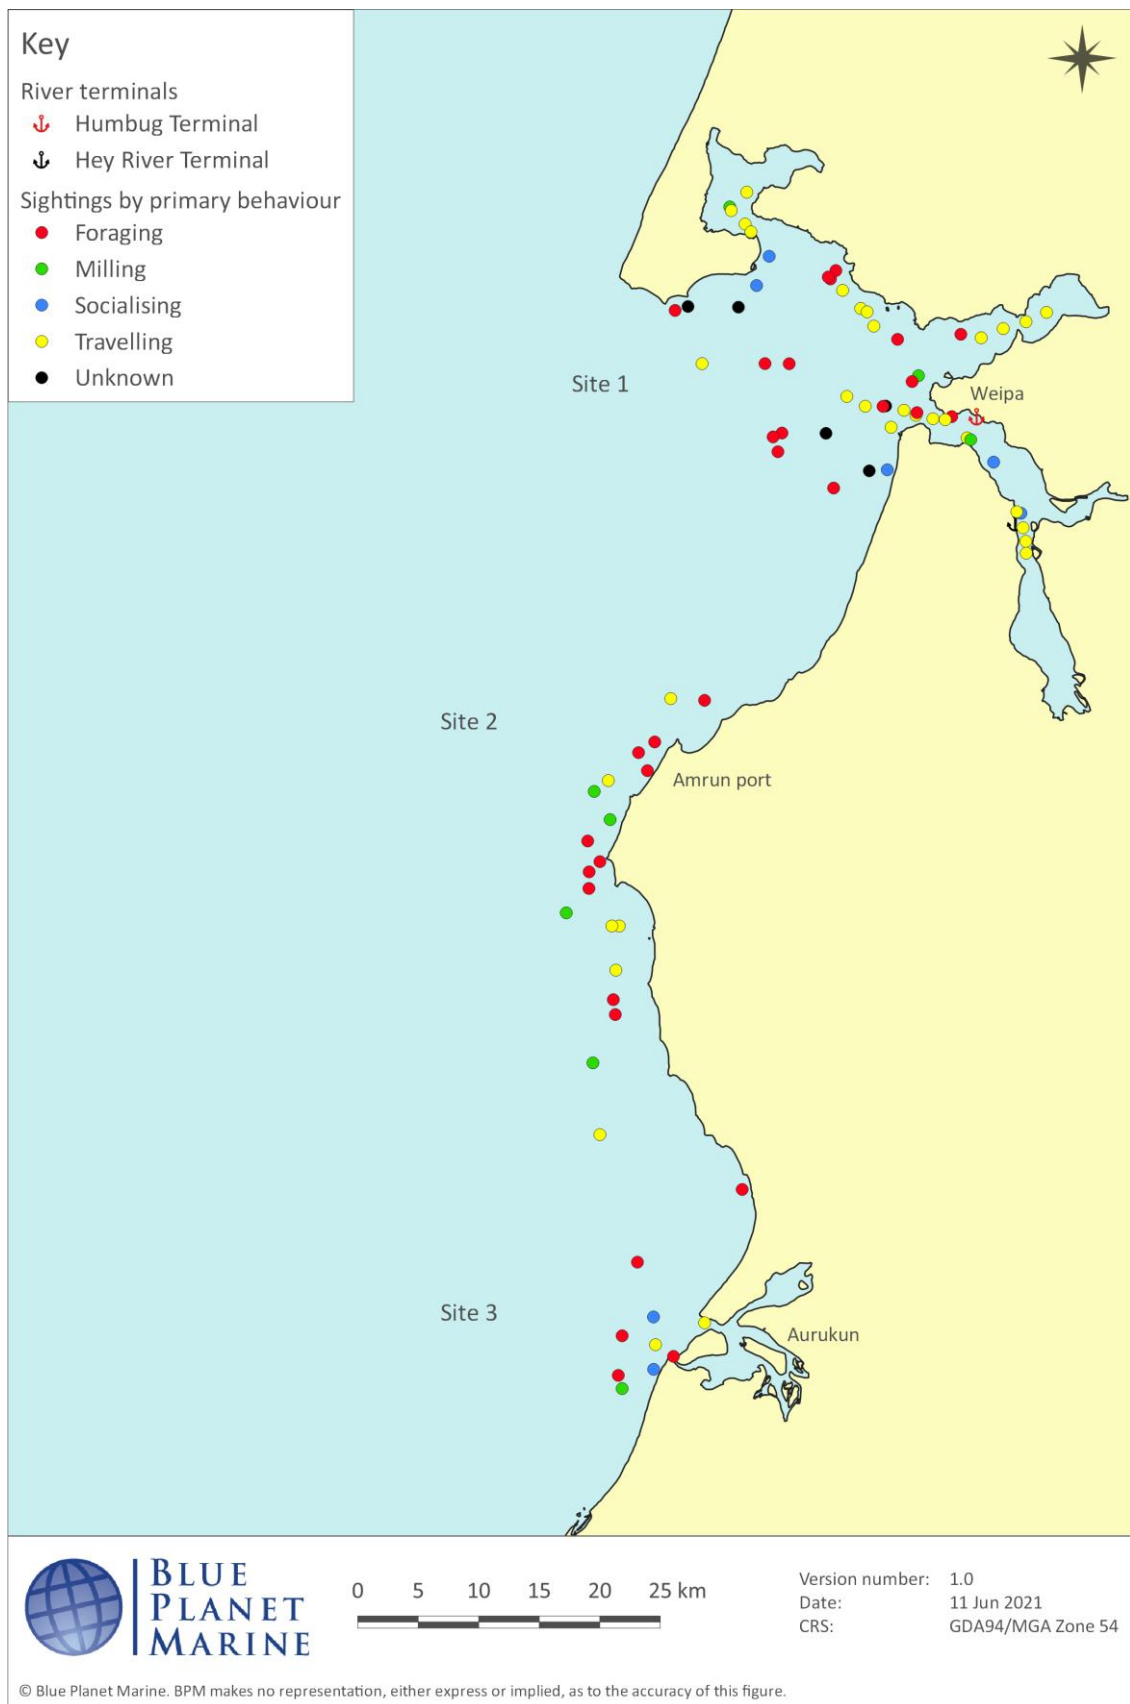 Key
River terminals
Humbug Terminal
Hey River Terminal
Sightings by primary behaviour
Foraging
Milling
Socialising
Travelling
Unknown
Site 1
Weipa
Site 2
Amrun port
Site 3
Aurukun
BLUE
PLANET
MARINE
0 5 10 15 20 25 km
Version number: 1.0
Date: 11 Jun 2021
CRS: GDA94/MGA Zone 54
© Blue Planet Marine. BPM makes no representation, either express or implied, as to the accuracy of this figure.